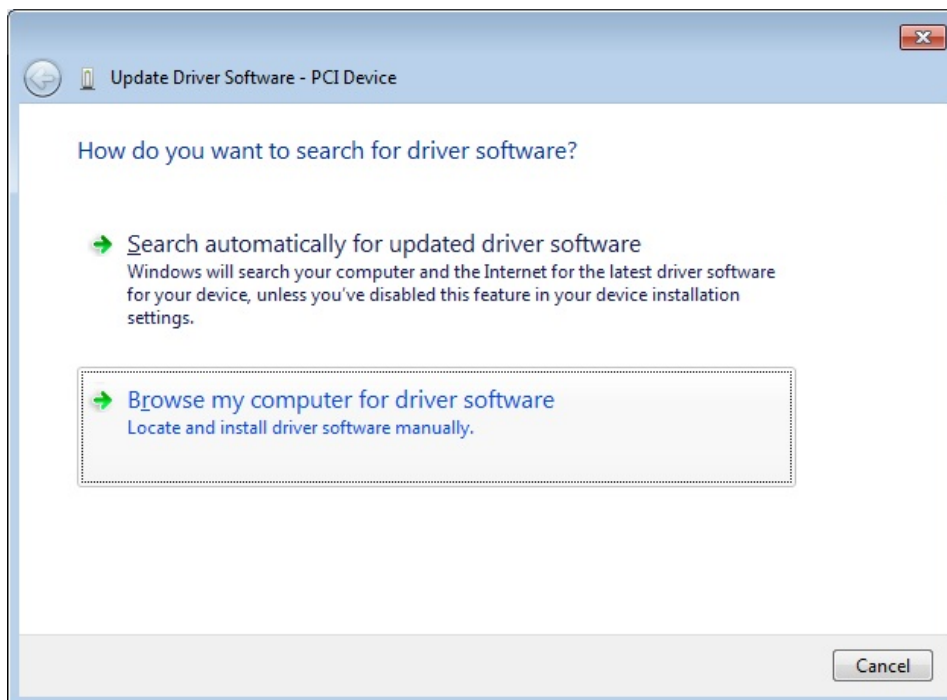 Update Driver Software - PCI Device
How do you want to search for driver software?
Search automatically for updated driver software
Windows will search your computer and the Internet for the latest driver software
for your device, unless you've disabled this feature in your device installation
settings.
Browse my computer for driver software
Locate and install driver software manually.
Cancel